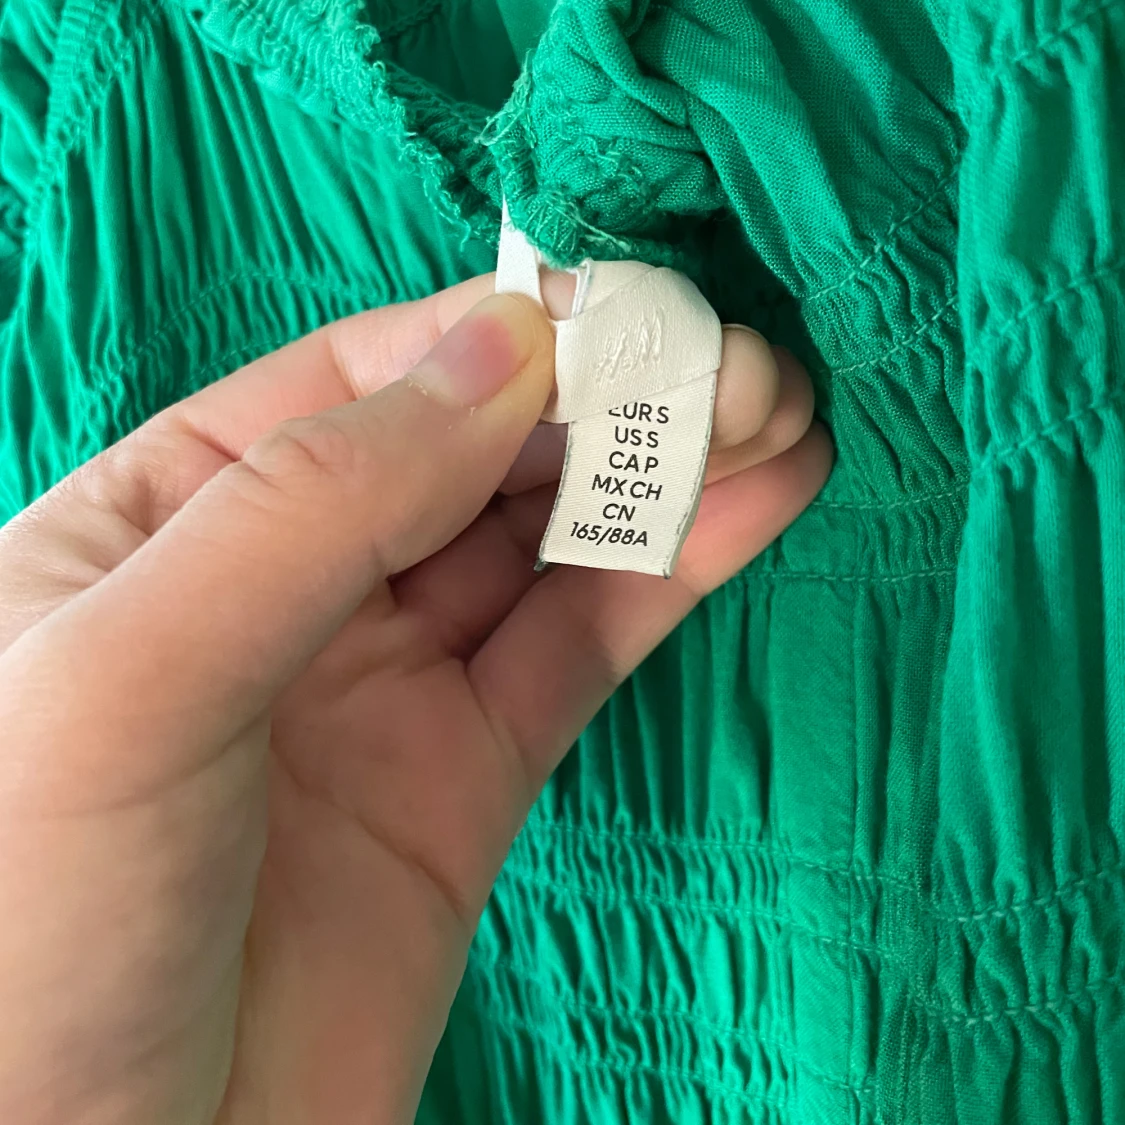 H&M
EUR S
US S
CA P
MX CH
CN
165/88A